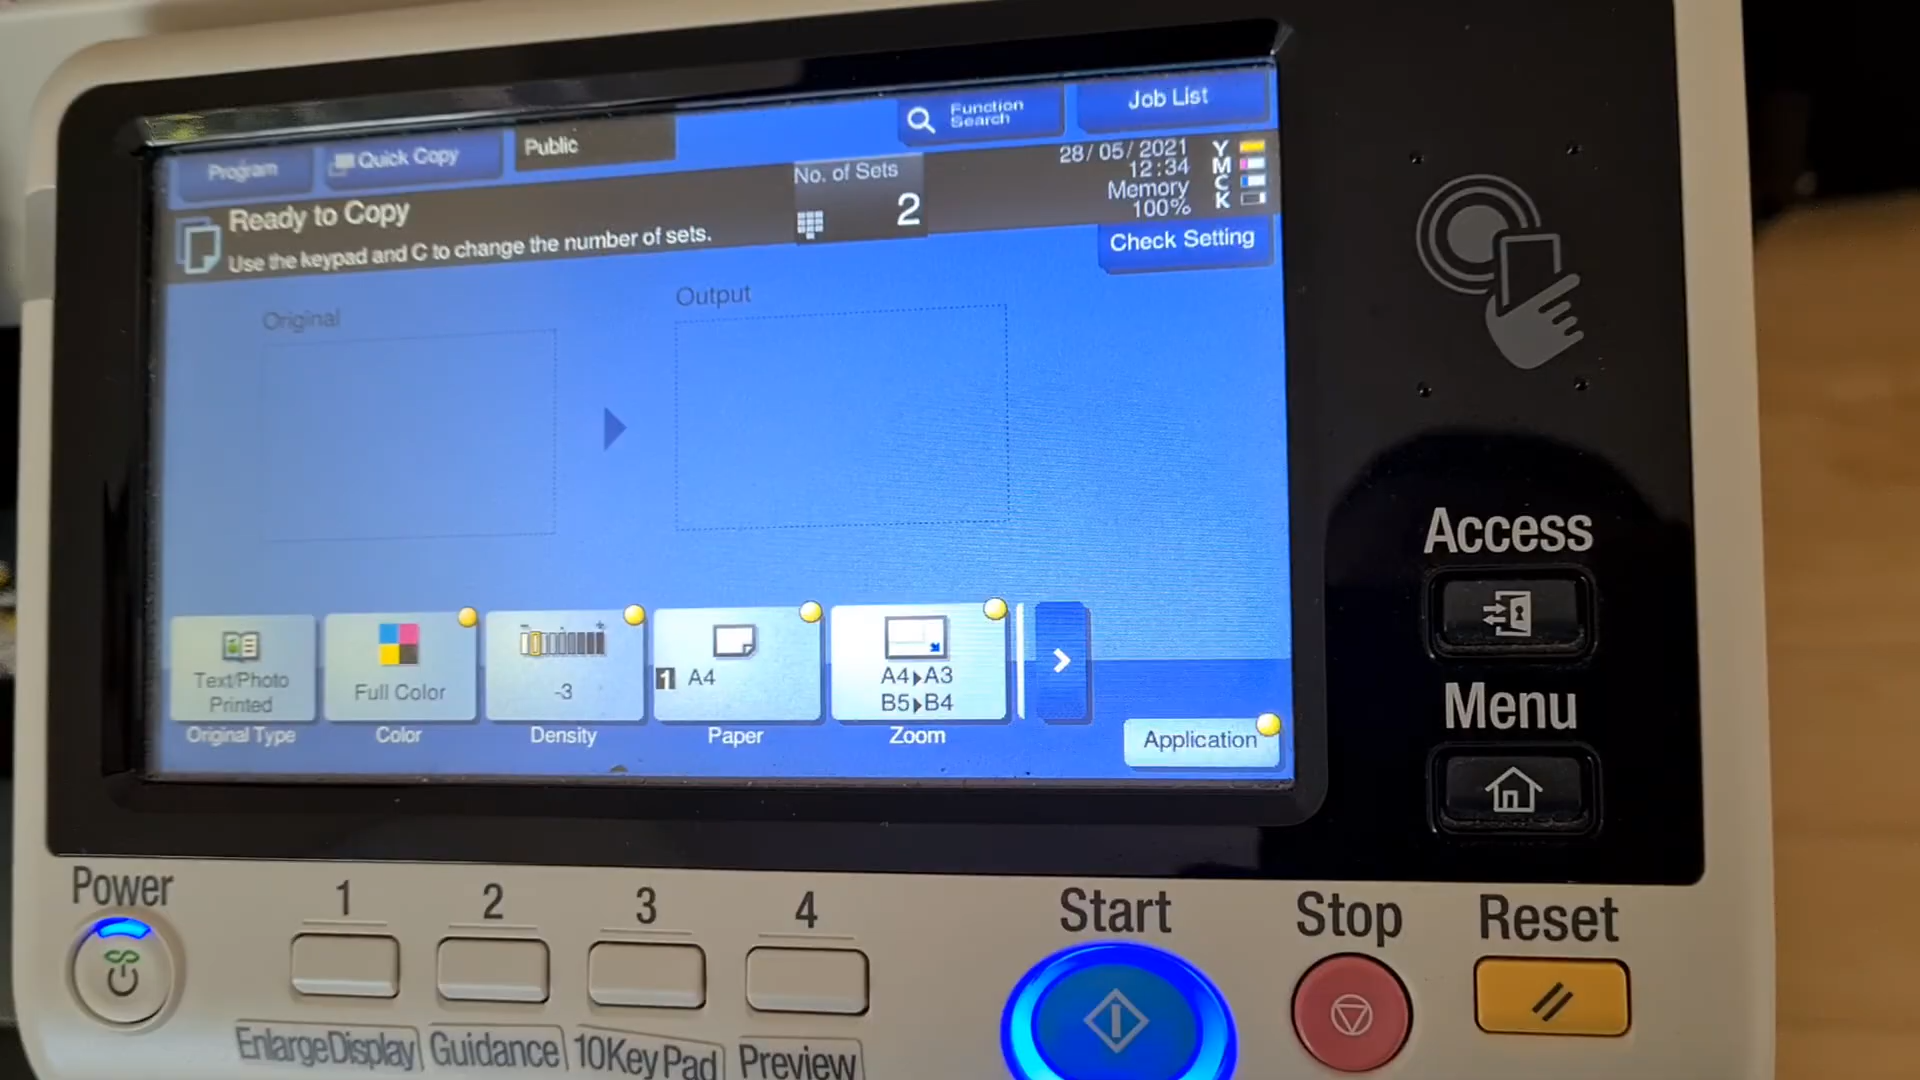 Function
Search
Job List
Program
Quick Copy
Public
No. of Sets
2
28/05/2021
12:34
Memory
100%
Y
M
C
K
Ready to Copy
Use the keypad and C to change the number of sets.
Check Setting
Original
Output
Text/Photo
Printed
Original Type
Full Color
Color
-3
Density
1 A4
Paper
A4▶A3
B5▶B4
Zoom
Application
Access
Menu
Power
1
2
3
4
Start
Stop
Reset
EnlargeDisplay
Guidance
10KeyPad
Preview